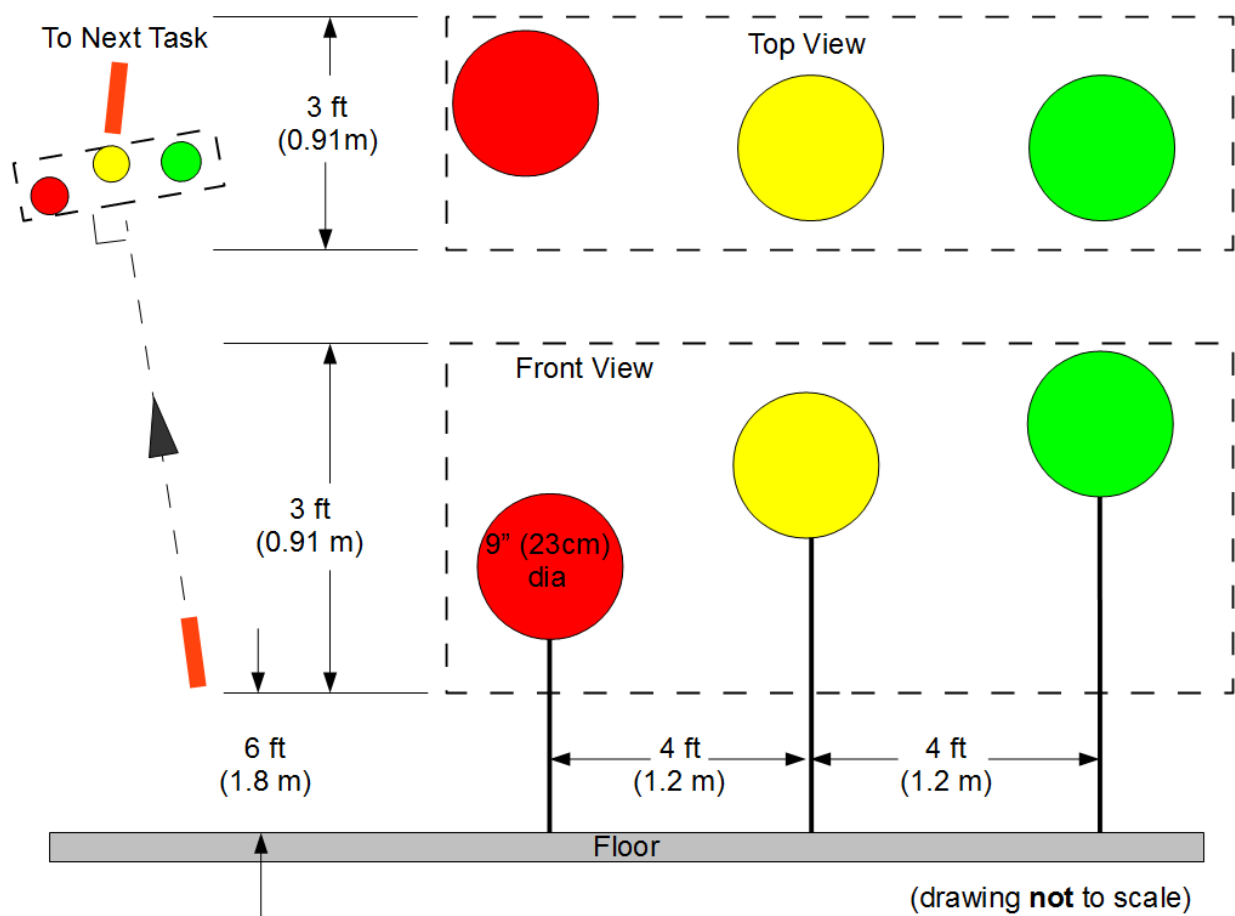 To Next Task
Top View
3 ft
(0.91m)
Front View
3 ft
(0.91 m)
9” (23cm)
dia
6 ft
(1.8 m)
4 ft
(1.2 m)
4 ft
(1.2 m)
Floor
(drawing not to scale)